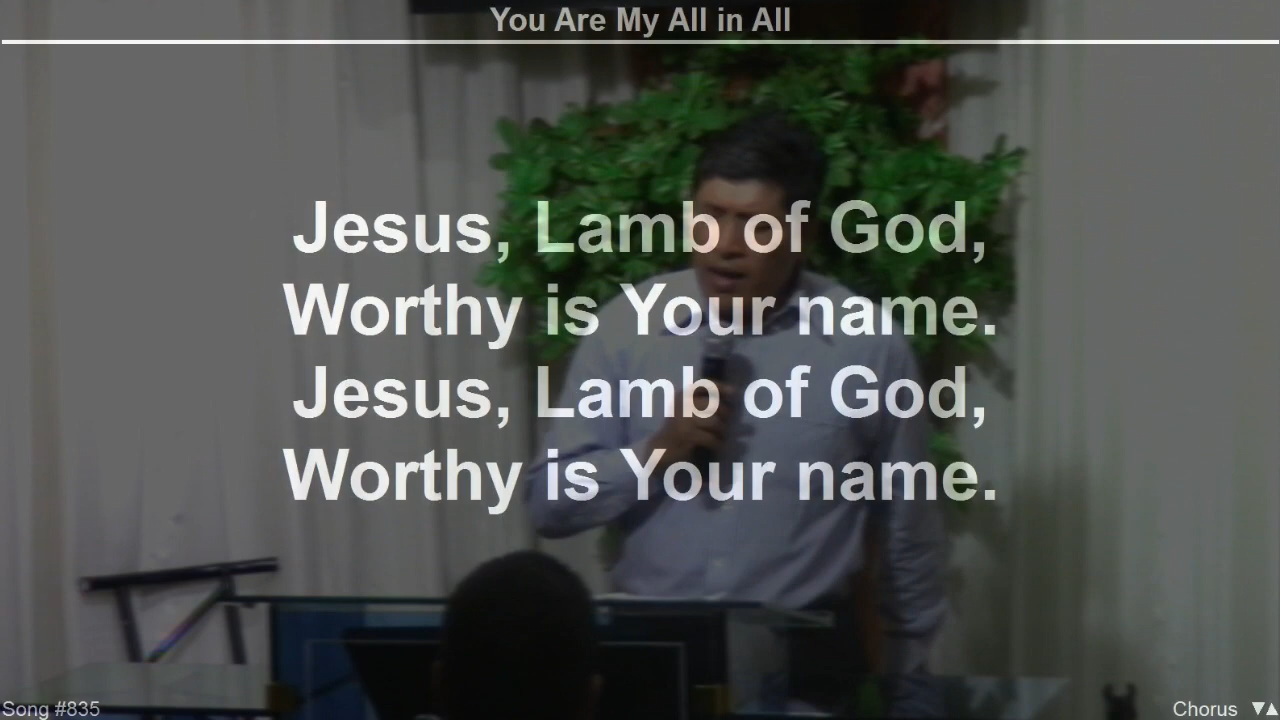 You Are My All in All
Jesus, Lamb of God,
Worthy is Your name.
Jesus, Lamb of God,
Worthy is Your name.
Song #835
Chorus ▼▲